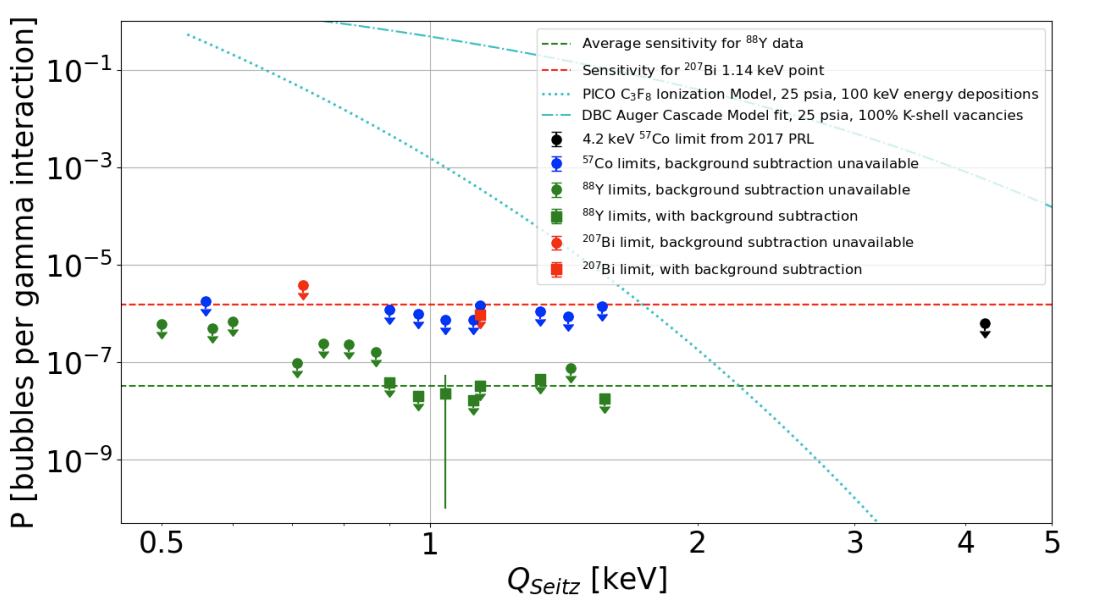 P [bubbles per gamma interaction]
10⁻¹
10⁻³
10⁻⁵
10⁻⁷
10⁻⁹
Average sensitivity for ⁸⁸Y data
Sensitivity for ²⁰⁷Bi 1.14 keV point
PICO C₃F₈ Ionization Model, 25 psia, 100 keV energy depositions
DBC Auger Cascade Model fit, 25 psia, 100% K-shell vacancies
4.2 keV ⁵⁷Co limit from 2017 PRL
⁵⁷Co limits, background subtraction unavailable
⁸⁸Y limits, background subtraction unavailable
⁸⁸Y limits, with background subtraction
²⁰⁷Bi limit, background subtraction unavailable
²⁰⁷Bi limit, with background subtraction
0.5 1 2 3 4 5
Q_Seitz [keV]